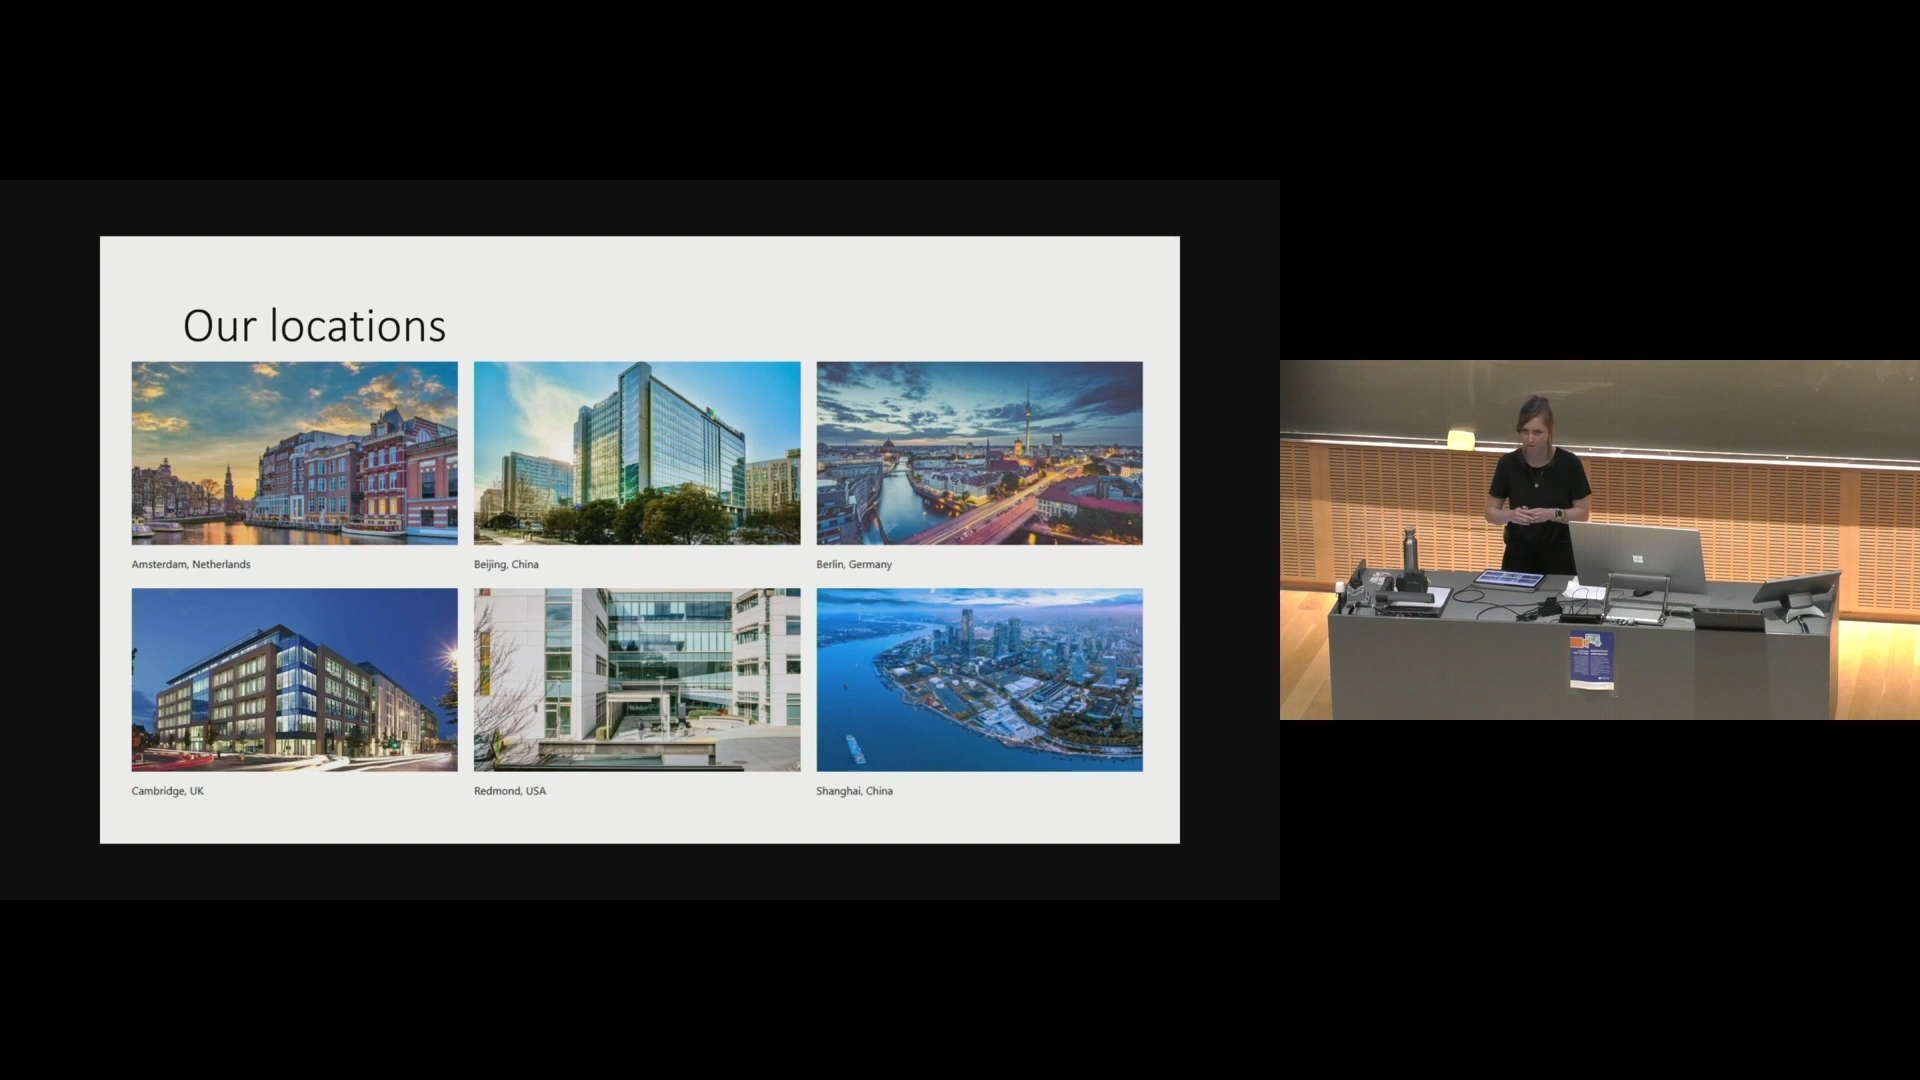 Our locations
Amsterdam, Netherlands
Beijing, China
Berlin, Germany
Cambridge, UK
Redmond, USA
Shanghai, China